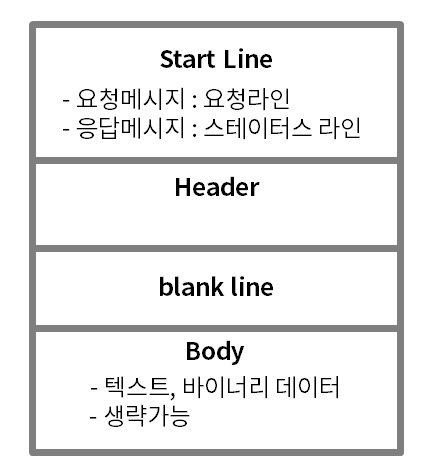 Start Line
- 요청메시지 : 요청라인
- 응답메시지 : 스테이터스 라인
Header
blank line
Body
- 텍스트, 바이너리 데이터
- 생략가능